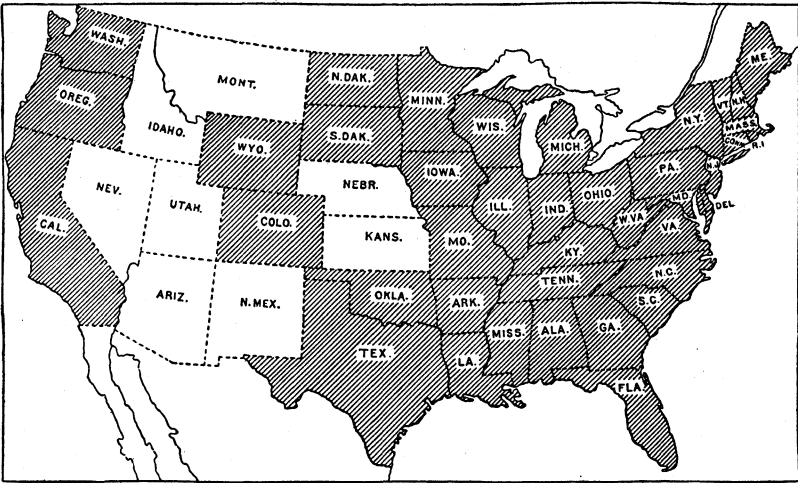 WASH.
MONT.
N.DAK.
MINN.
ME.
OREG.
IDAHO.
WYO.
S.DAK.
WIS.
MICH.
N.Y.
VT.
N.H.
MASS.
CONN.
R.I
NEV.
UTAH.
COLO.
NEBR.
IOWA.
ILL.
IND.
OHIO.
PA.
N.J.
MD.
DEL
CAL.
KANS.
MO.
KY.
W.VA
VA.
ARIZ.
N.MEX.
OKLA.
ARK.
TENN.
N.C.
S.C.
TEX.
LA.
MISS.
ALA.
GA.
FLA.